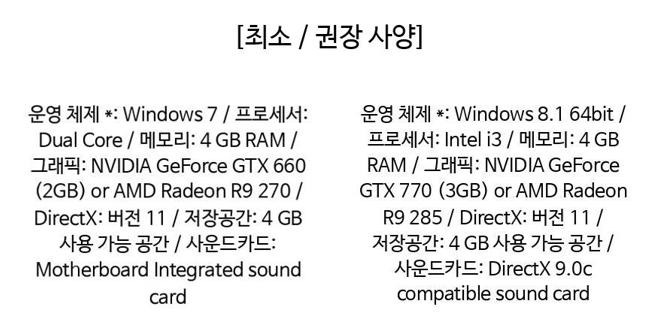 [최소 / 권장 사양]
운영 체제 *: Windows 7 / 프로세서:
Dual Core / 메모리: 4 GB RAM /
그래픽: NVIDIA GeForce GTX 660
(2GB) or AMD Radeon R9 270 /
DirectX: 버전 11 / 저장공간: 4 GB
사용 가능 공간 / 사운드카드:
Motherboard Integrated sound
card
운영 체제 *: Windows 8.1 64bit /
프로세서: Intel i3 / 메모리: 4 GB
RAM / 그래픽: NVIDIA GeForce
GTX 770 (3GB) or AMD Radeon
R9 285 / DirectX: 버전 11 /
저장공간: 4 GB 사용 가능 공간 /
사운드카드: DirectX 9.0c
compatible sound card